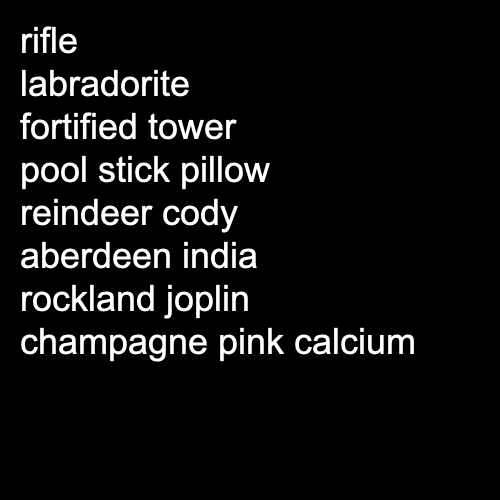 rifle
labradorite
fortified tower
pool stick pillow
reindeer cody
aberdeen india
rockland joplin
champagne pink calcium